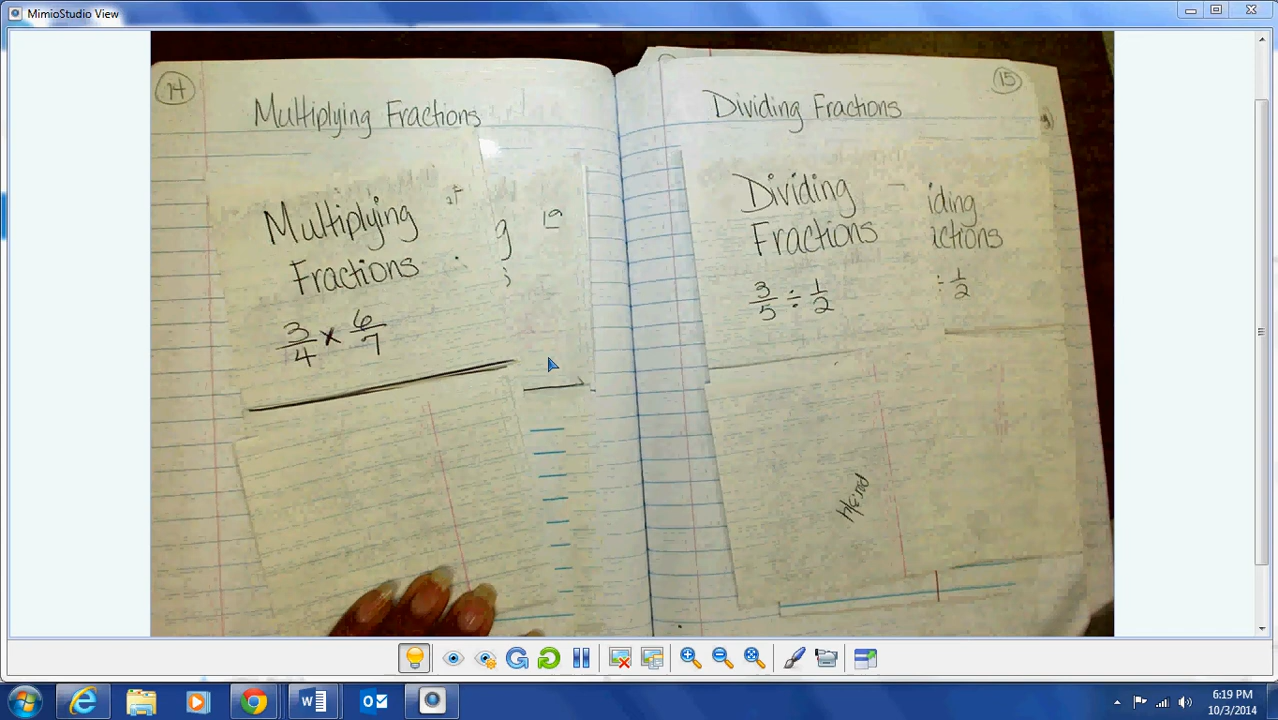 MimioStudio View
14
Multiplying Fractions
Multiplying
Fractions
3/4 x 6/7
g
15
Dividing Fractions
Dividing
Fractions
3/5 ÷ 1/2
iding
actions
÷ 1/2
6:19 PM
10/3/2014